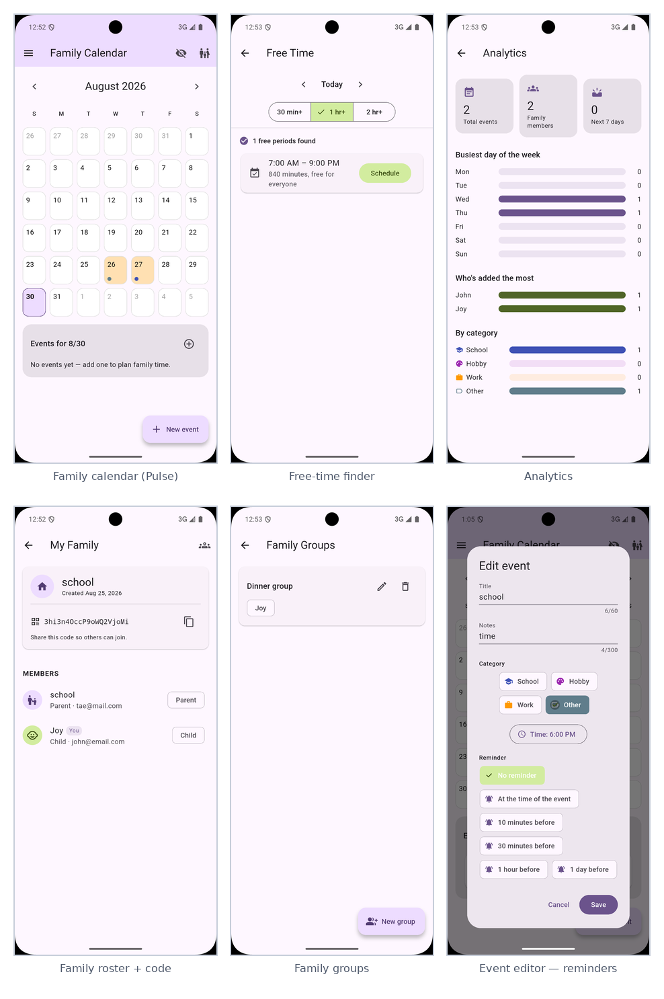 12:52
3G
Family Calendar
August 2026
S M T W T F S
26 27 28 29 30 31 1
2 3 4 5 6 7 8
9 10 11 12 13 14 15
16 17 18 19 20 21 22
23 24 25 26 27 28 29
30 31 1 2 3 4 5
Events for 8/30
No events yet — add one to plan family time.
New event
Family calendar (Pulse)
12:53
3G
Free Time
Today
30 min+ 1 hr+ 2 hr+
1 free periods found
7:00 AM – 9:00 PM
840 minutes, free for
everyone
Schedule
Free-time finder
12:53
3G
Analytics
2
Total events
2
Family
members
0
Next 7 days
Busiest day of the week
Mon 0
Tue 0
Wed 1
Thu 1
Fri 0
Sat 0
Sun 0
Who's added the most
John 1
Joy 1
By category
School 1
Hobby 0
Work 0
Other 1
Analytics
12:52
3G
My Family
school
Created Aug 25, 2026
3hi3n4OccP9oWQ2VjoMi
Share this code so others can join.
MEMBERS
school
Parent · tae@mail.com
Parent
Joy You
Child · john@email.com
Child
Family roster + code
12:53
3G
Family Groups
Dinner group
Joy
New group
Family groups
1:05
3G
Family Calendar
26
2
9
16
23
30
Edit event
Title
school
6/60
Notes
time
4/300
Category
School Hobby
Work Other
Time: 6:00 PM
Reminder
No reminder
At the time of the event
10 minutes before
30 minutes before
1 hour before 1 day before
Cancel Save
Event editor — reminders